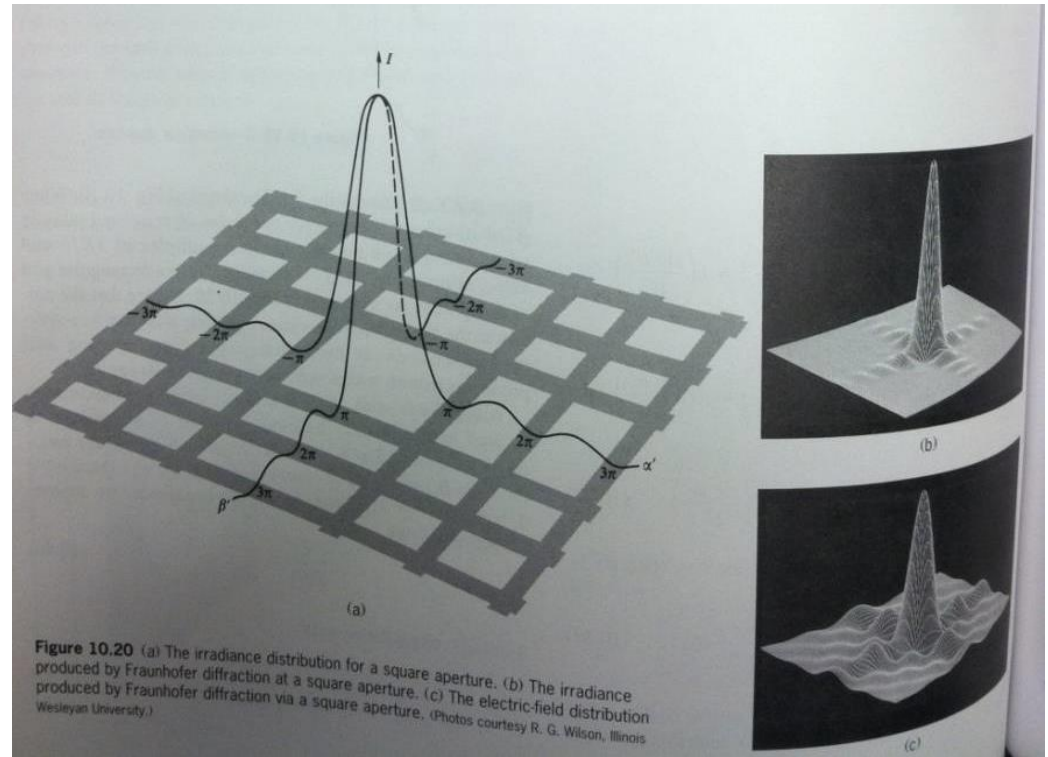 I
-3π
-2π
-π
-3π
-2π
-π
π
2π
3π
α'
π
2π
3π
β'
(a)
(b)
(c)
Figure 10.20 (a) The irradiance distribution for a square aperture. (b) The irradiance
produced by Fraunhofer diffraction at a square aperture. (c) The electric-field distribution
produced by Fraunhofer diffraction via a square aperture. (Photos courtesy R. G. Wilson, Illinois
Wesleyan University.)